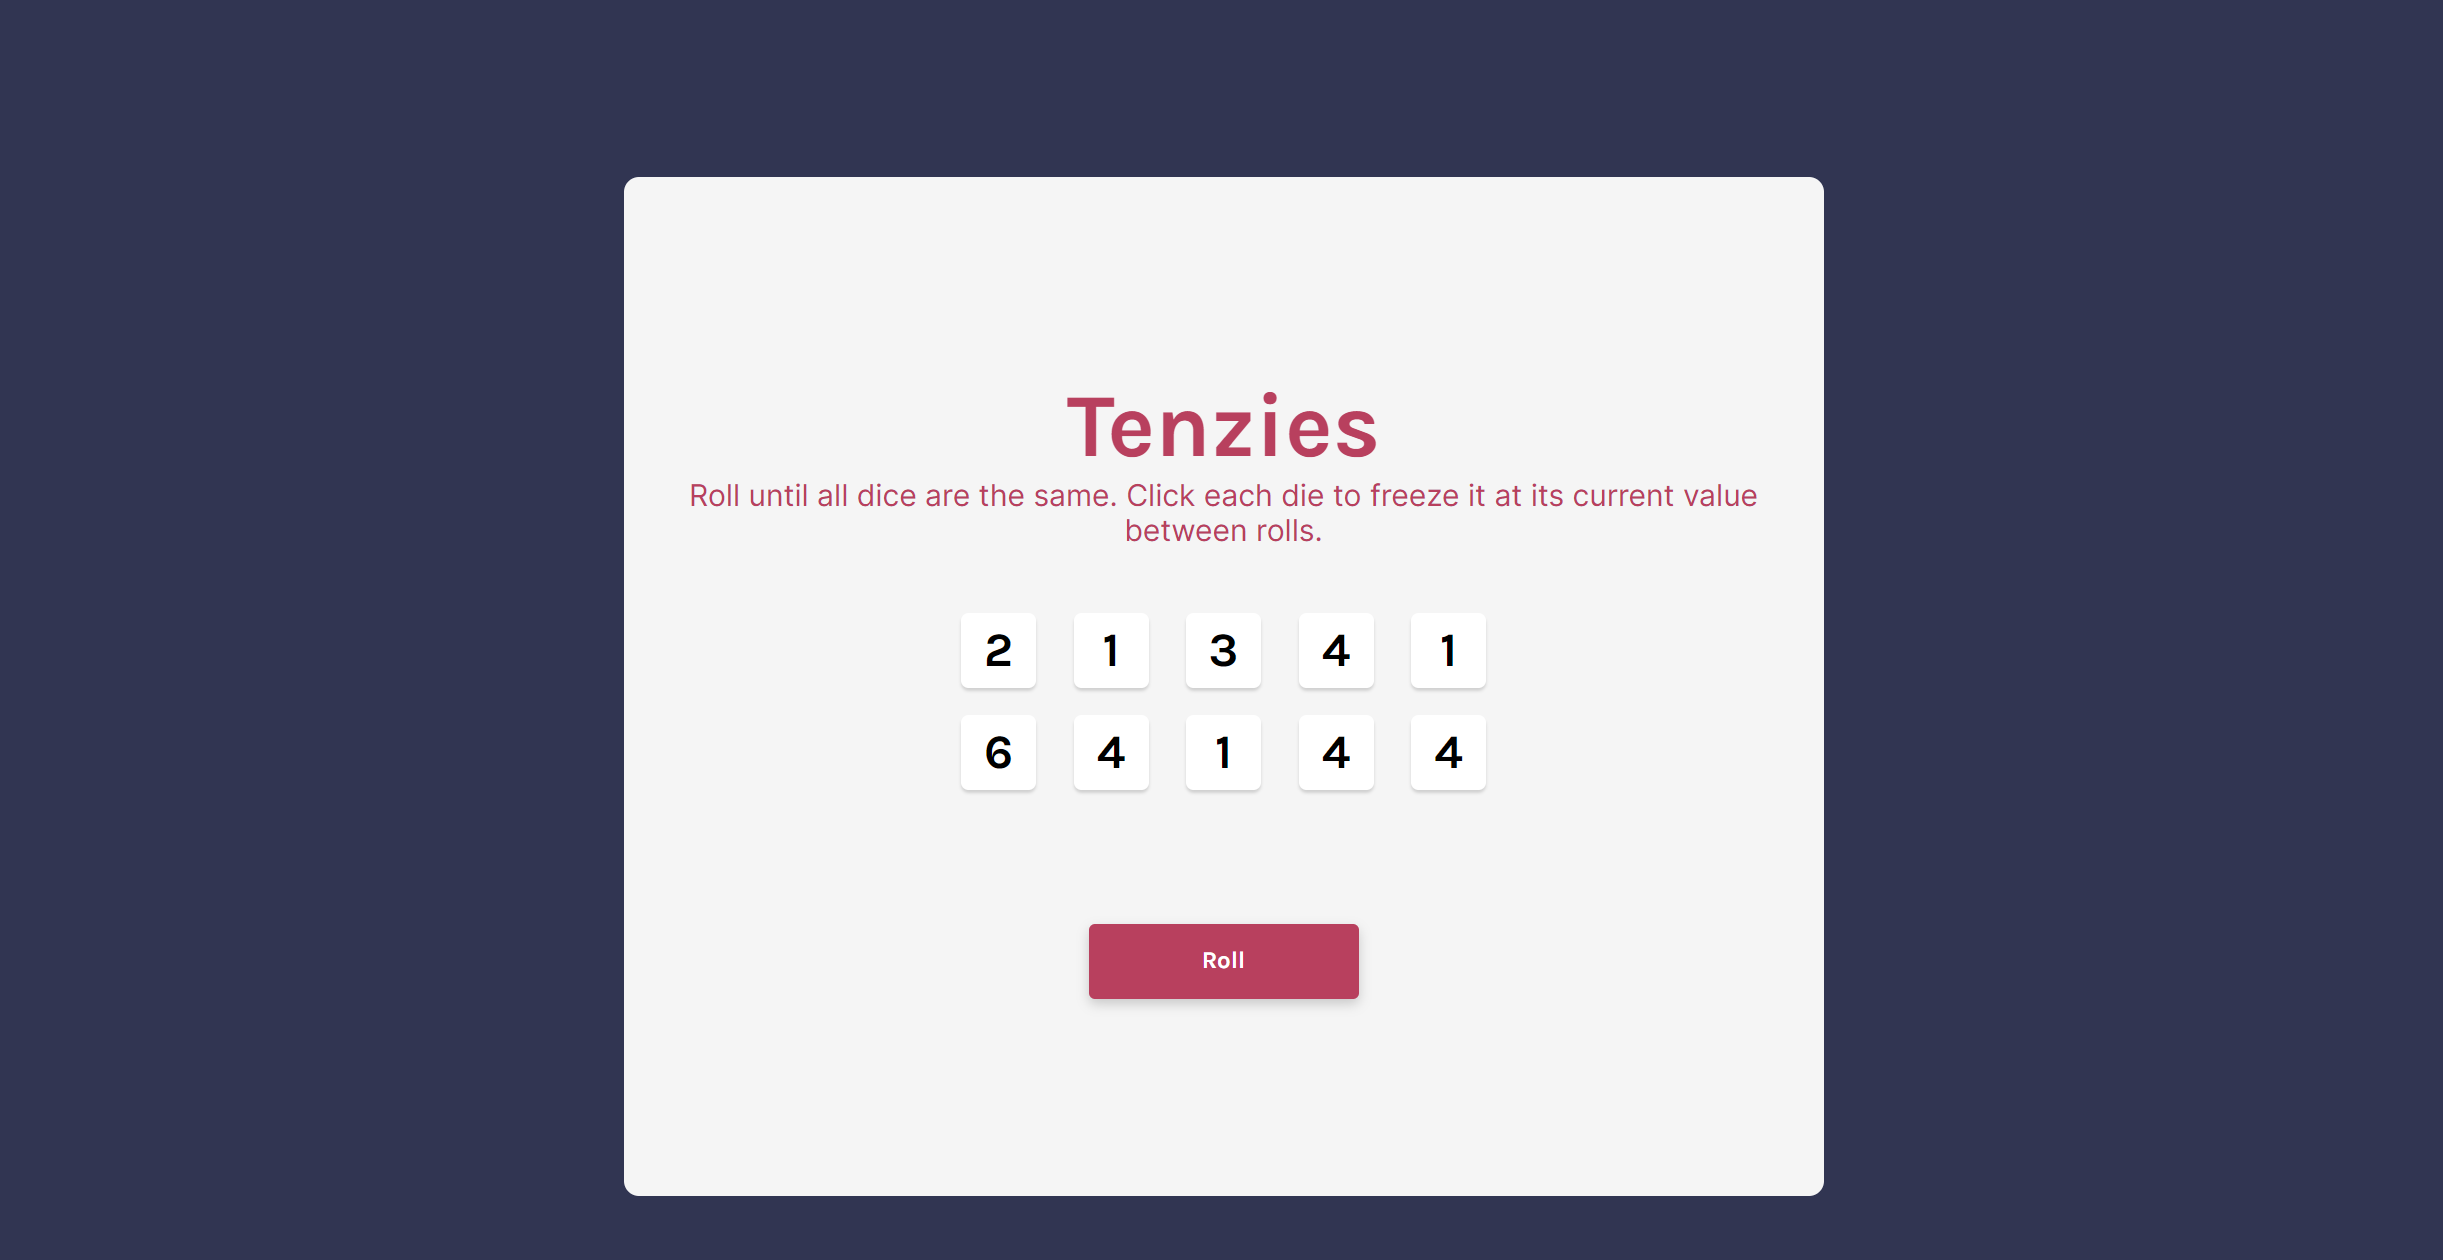 Tenzies
Roll until all dice are the same. Click each die to freeze it at its current value
between rolls.
2 1 3 4 1
6 4 1 4 4
Roll